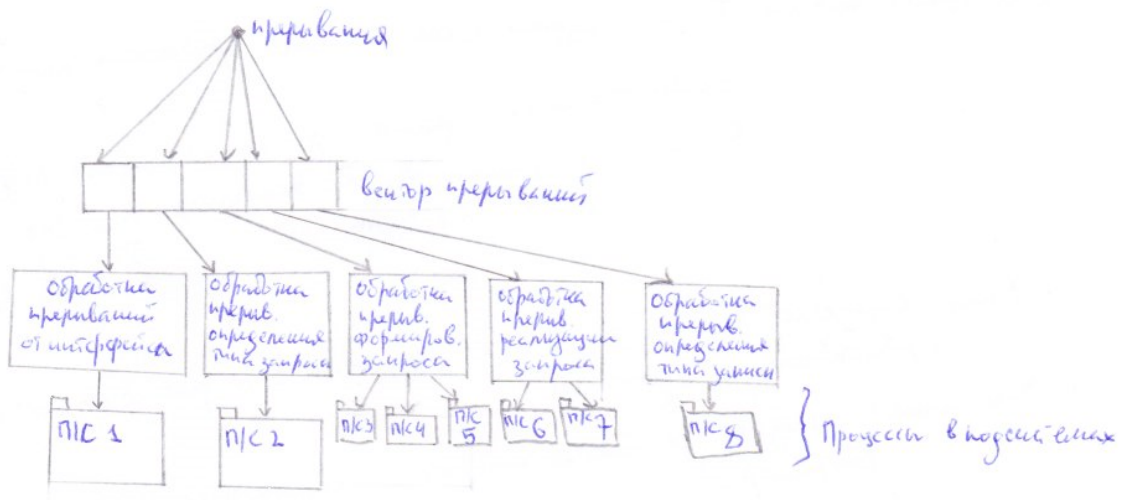 прерывания
вектор прерываний
обработка
прерываний
от интерфейса
обработка
прерыв.
определения
типа запроса
обработка
прерыв.
формиров.
запроса
обработка
прерыв.
реализации
запроса
обработка
прерыв.
определения
типа записи
П/С 1
П/С 2
П/С 3
П/С 4
П/С
5
П/С 6
П/С 7
П/С 8
Процессы в подсистемах